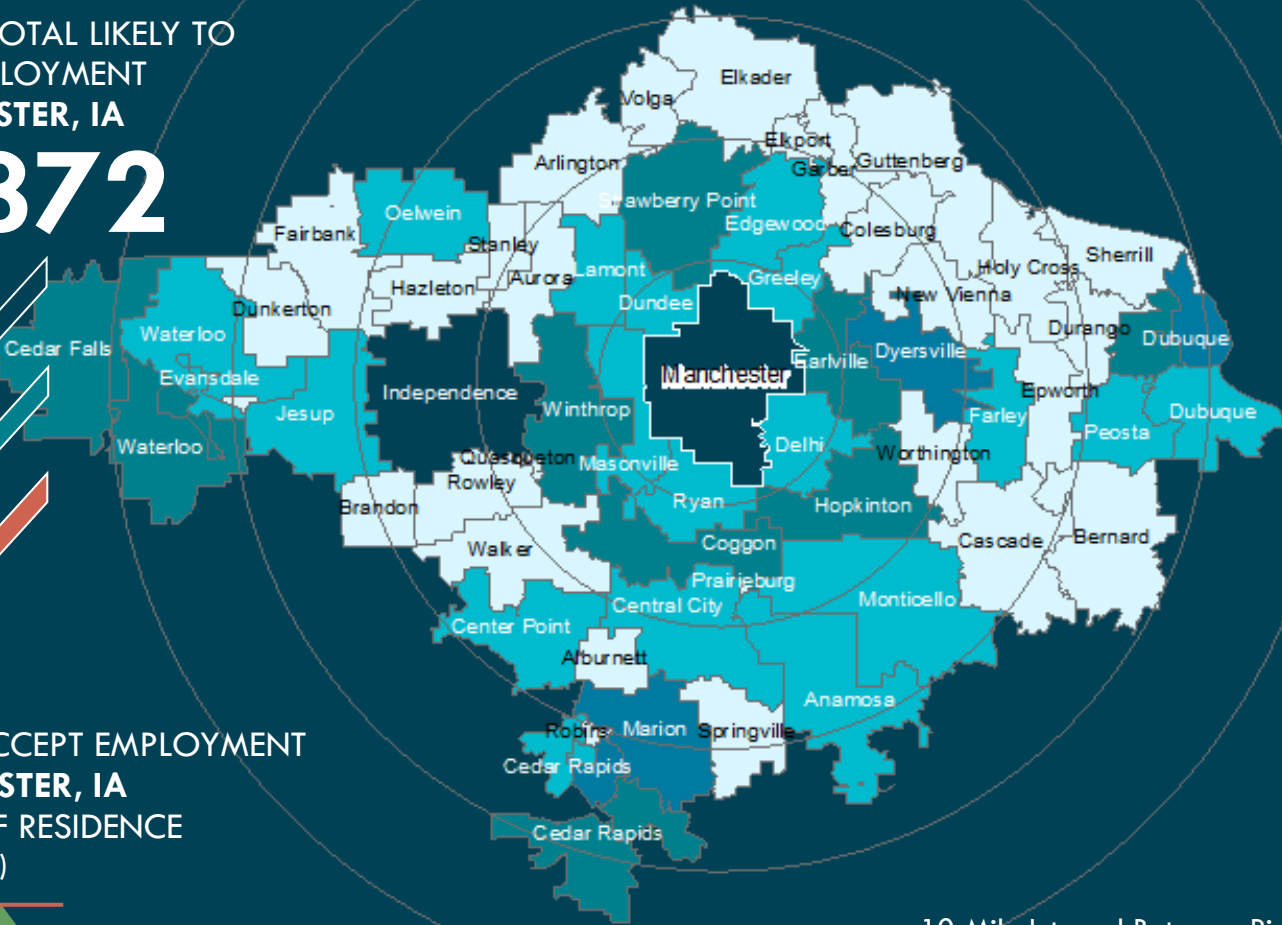 OTAL LIKELY TO
LOYMENT
STER, IA
872
Elkader
Volga
Elkport
Garber
Guttenberg
Arlington
Strawberry Point
Edgewood
Colesburg
Oelwein
Fairbank
Stanley
Sherrill
Holy Cross
Lamont
Aurora
Greeley
Hazleton
New Vienna
Dundee
Dunkerton
Durango
Waterloo
Dubuque
Cedar Falls
Dyersville
Earlville
Manchester
Evansdale
Independence
Epworth
Winthrop
Jesup
Farley
Dubuque
Peosta
Waterloo
Delhi
Worthington
Quasqueton
Masonville
Rowley
Ryan
Hopkinton
Brandon
Cascade
Bernard
Coggon
Walker
Prairieburg
Monticello
Central City
Center Point
Alburnett
Anamosa
Robins
Marion
Springville
Cedar Rapids
Cedar Rapids
CCEPT EMPLOYMENT
STER, IA
F RESIDENCE
)